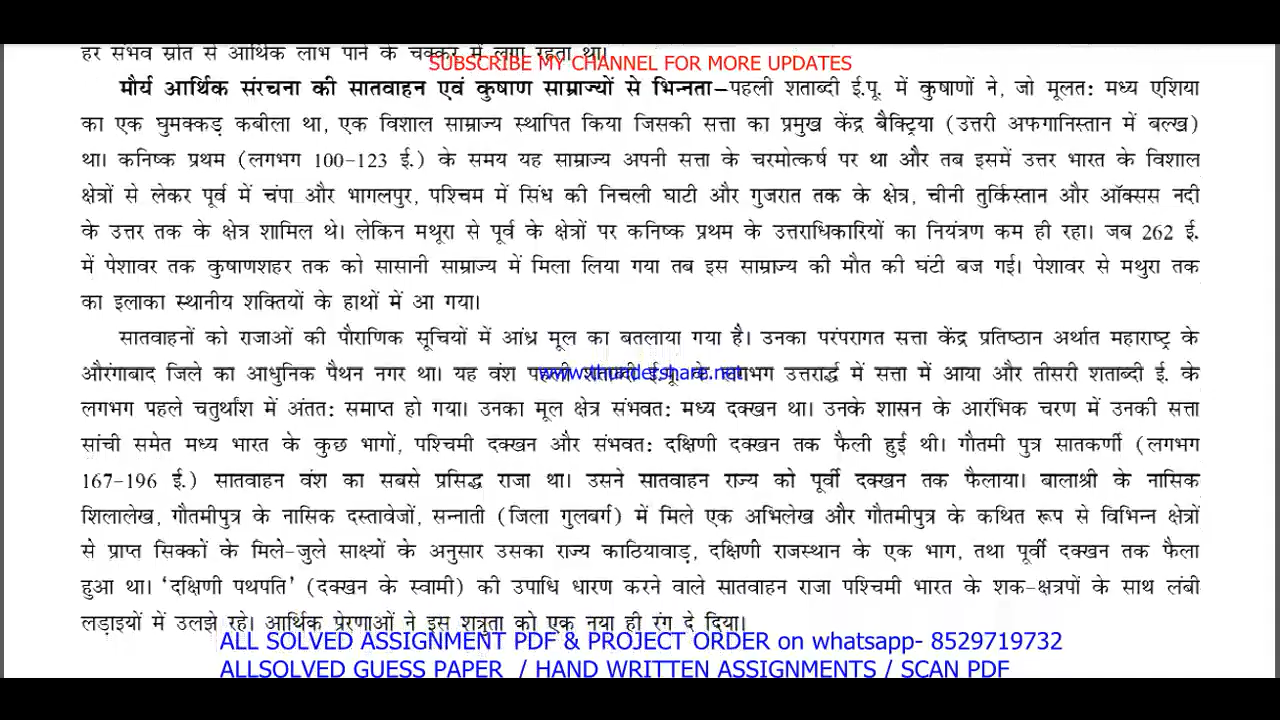 हर संभव स्रोत से आर्थिक लाभ पाने के चक्कर में लगा रहता था।
SUBSCRIBE MY CHANNEL FOR MORE UPDATES
मौर्य आर्थिक संरचना की सातवाहन एवं कुषाण साम्राज्यों से भिन्नता–पहली शताब्दी ई.पू. में कुषाणों ने, जो मूलत: मध्य एशिया
का एक घुमक्कड़ कबीला था, एक विशाल साम्राज्य स्थापित किया जिसकी सत्ता का प्रमुख केंद्र बैक्ट्रिया (उत्तरी अफगानिस्तान में बल्ख)
था। कनिष्क प्रथम (लगभग 100-123 ई.) के समय यह साम्राज्य अपनी सत्ता के चरमोत्कर्ष पर था और तब इसमें उत्तर भारत के विशाल
क्षेत्रों से लेकर पूर्व में चंपा और भागलपुर, पश्चिम में सिंध की निचली घाटी और गुजरात तक के क्षेत्र, चीनी तुर्किस्तान और ऑक्सस नदी
के उत्तर तक के क्षेत्र शामिल थे। लेकिन मथूरा से पूर्व के क्षेत्रों पर कनिष्क प्रथम के उत्तराधिकारियों का नियंत्रण कम ही रहा। जब 262 ई.
में पेशावर तक कुषाणशहर तक को सासानी साम्राज्य में मिला लिया गया तब इस साम्राज्य की मौत की घंटी बज गई। पेशावर से मथुरा तक
का इलाका स्थानीय शक्तियों के हाथों में आ गया।
सातवाहनों को राजाओं की पौराणिक सूचियों में आंध्र मूल का बतलाया गया है। उनका परंपरागत सत्ता केंद्र प्रतिष्ठान अर्थात महाराष्ट्र के
औरंगाबाद जिले का आधुनिक पैथन नगर था। यह वंश पहली शताब्दी ई.पू. के लगभग उत्तरार्द्ध में सत्ता में आया और तीसरी शताब्दी ई. के
www.thundershare.net
लगभग पहले चतुर्थांश में अंतत: समाप्त हो गया। उनका मूल क्षेत्र संभवत: मध्य दक्खन था। उनके शासन के आरंभिक चरण में उनकी सत्ता
सांची समेत मध्य भारत के कुछ भागों, पश्चिमी दक्खन और संभवत: दक्षिणी दक्खन तक फैली हुई थी। गौतमी पुत्र सातकर्णी (लगभग
167-196 ई.) सातवाहन वंश का सबसे प्रसिद्ध राजा था। उसने सातवाहन राज्य को पूर्वी दक्खन तक फैलाया। बालाश्री के नासिक
शिलालेख, गौतमीपुत्र के नासिक दस्तावेजों, सन्नाती (जिला गुलबर्ग) में मिले एक अभिलेख और गौतमीपुत्र के कथित रूप से विभिन्न क्षेत्रों
से प्राप्त सिक्कों के मिले-जुले साक्ष्यों के अनुसार उसका राज्य काठियावाड़, दक्षिणी राजस्थान के एक भाग, तथा पूर्वी दक्खन तक फैला
हुआ था। ‘दक्षिणी पथपति’ (दक्खन के स्वामी) की उपाधि धारण करने वाले सातवाहन राजा पश्चिमी भारत के शक-क्षत्रपों के साथ लंबी
लड़ाइयों में उलझे रहे। आर्थिक प्रेरणाओं ने इस शत्रुता को एक नया ही रंग दे दिया।
ALL SOLVED ASSIGNMENT PDF & PROJECT ORDER on whatsapp- 8529719732
ALLSOLVED GUESS PAPER / HAND WRITTEN ASSIGNMENTS / SCAN PDF